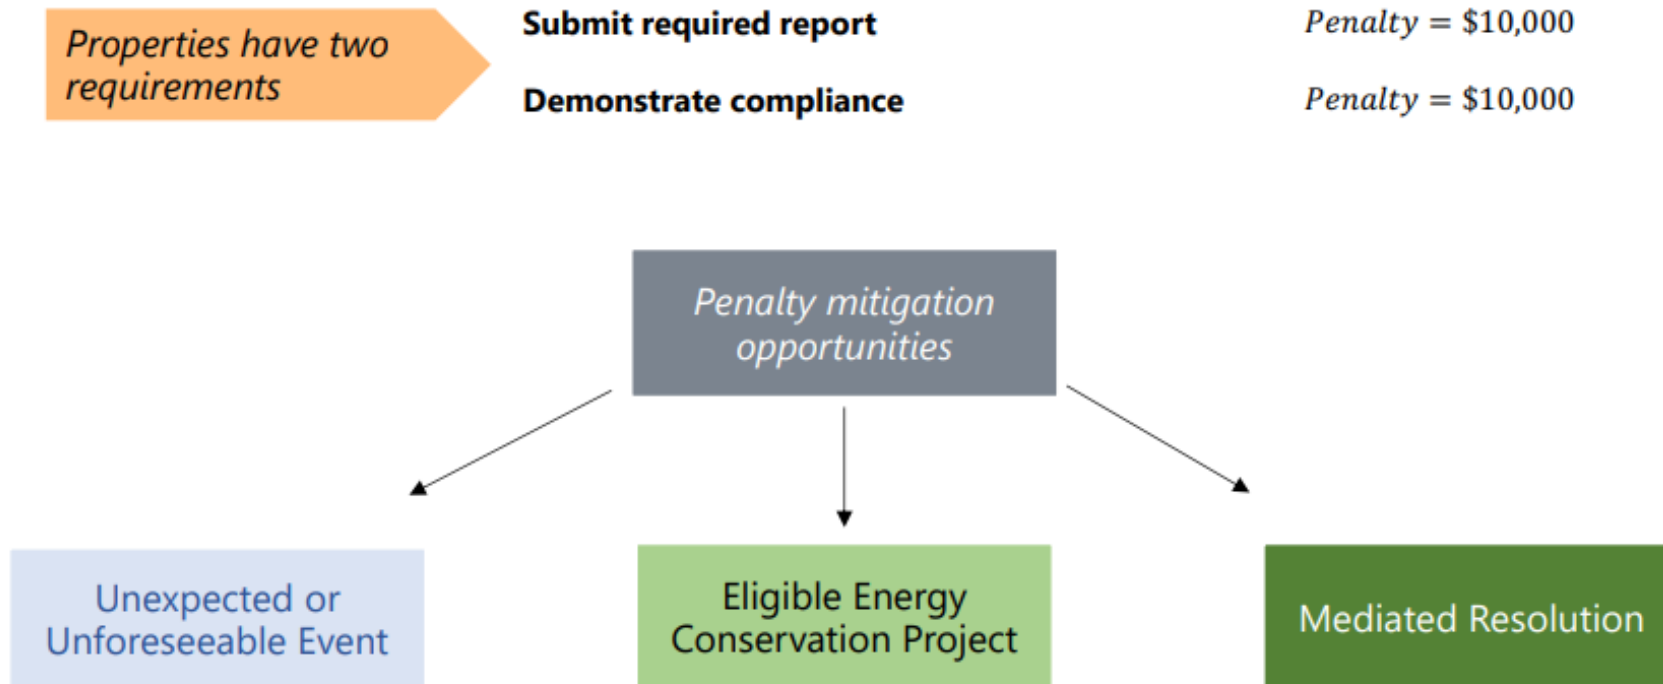 Properties have two
requirements
Submit required report
Penalty = $10,000
Demonstrate compliance
Penalty = $10,000
Penalty mitigation
opportunities
Unexpected or
Unforeseeable Event
Eligible Energy
Conservation Project
Mediated Resolution